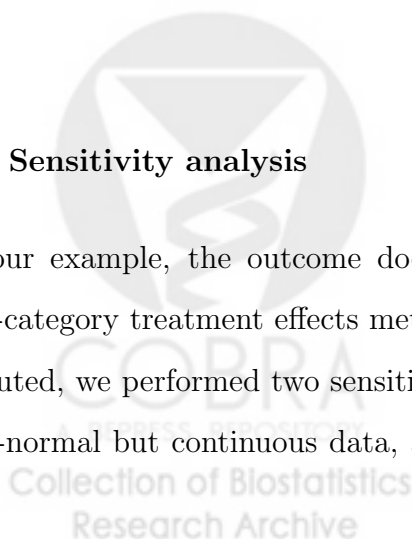 Sensitivity analysis
our example, the outcome do
-category treatment effects met
uted, we performed two sensiti
-normal but continuous data,
COBRA
A BEPRESS REPOSITORY
Collection of Biostatistics
Research Archive